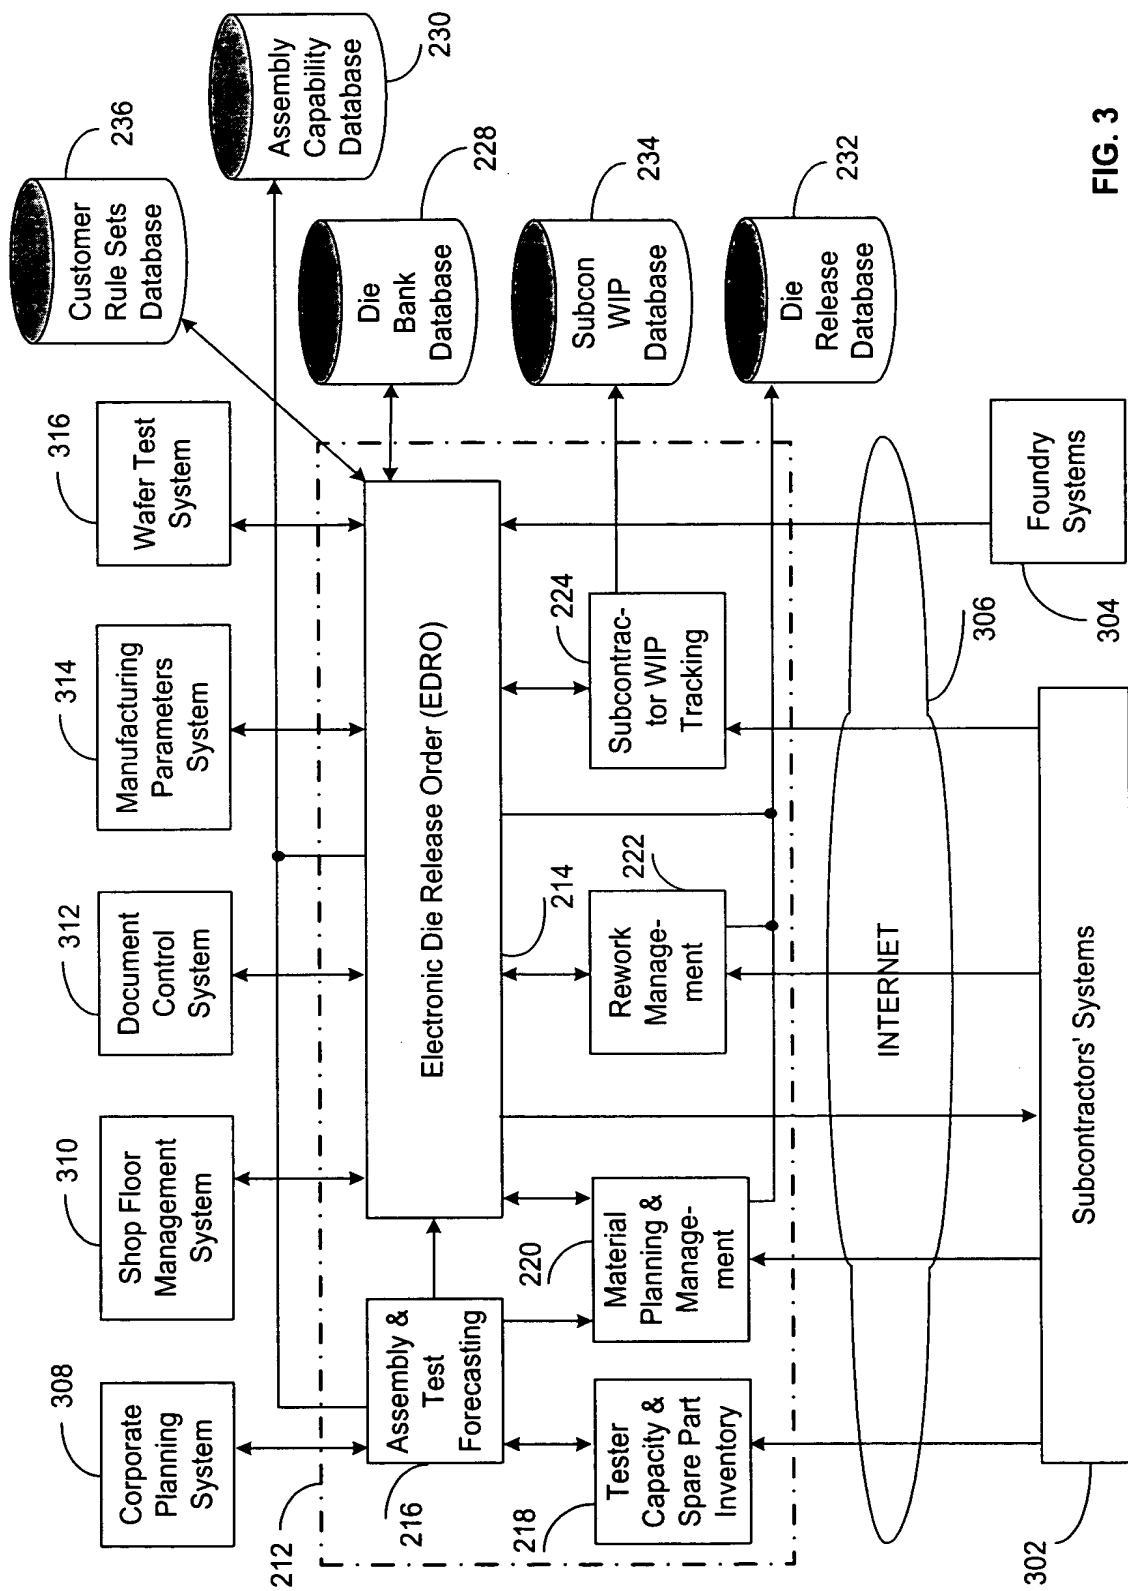 308
Corporate
Planning
System
310
Shop Floor
Management
System
312
Document
Control
System
314
Manufacturing
Parameters
System
316
Wafer Test
System
236
Customer
Rule Sets
Database
Assembly
Capability
Database
230
212
216
Assembly &
Test
Forecasting
Electronic Die Release Order (EDRO)
214
Die
Bank
Database
228
218
Tester
Capacity &
Spare Part
Inventory
220
Material
Planning &
Manage-
ment
Rework
Manage-
ment
222
224
Subcontrac-
tor WIP
Tracking
Subcon
WIP
Database
234
Die
Release
Database
232
INTERNET
306
302
Subcontractors' Systems
304
Foundry
Systems
FIG. 3